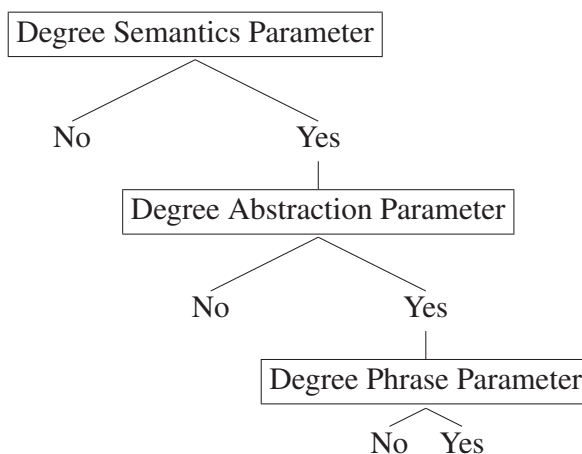 Degree Semantics Parameter
No Yes
Degree Abstraction Parameter
No Yes
Degree Phrase Parameter
No Yes